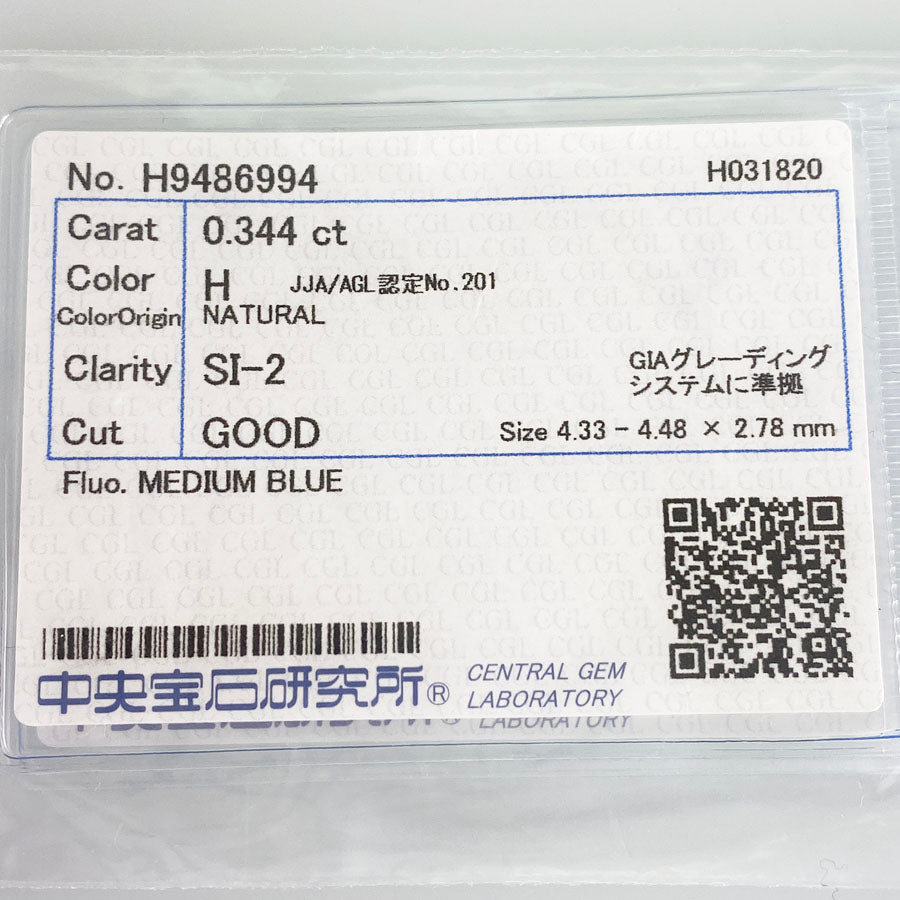 No. H9486994
H031820
Carat 0.344 ct
Color H JJA/AGL認定No.201
ColorOrigin NATURAL
Clarity SI-2
GIAグレーディング
システムに準拠
Cut GOOD Size 4.33 - 4.48 × 2.78 mm
Fluo. MEDIUM BLUE
中央宝石研究所® CENTRAL GEM
LABORATORY
LABORATORY